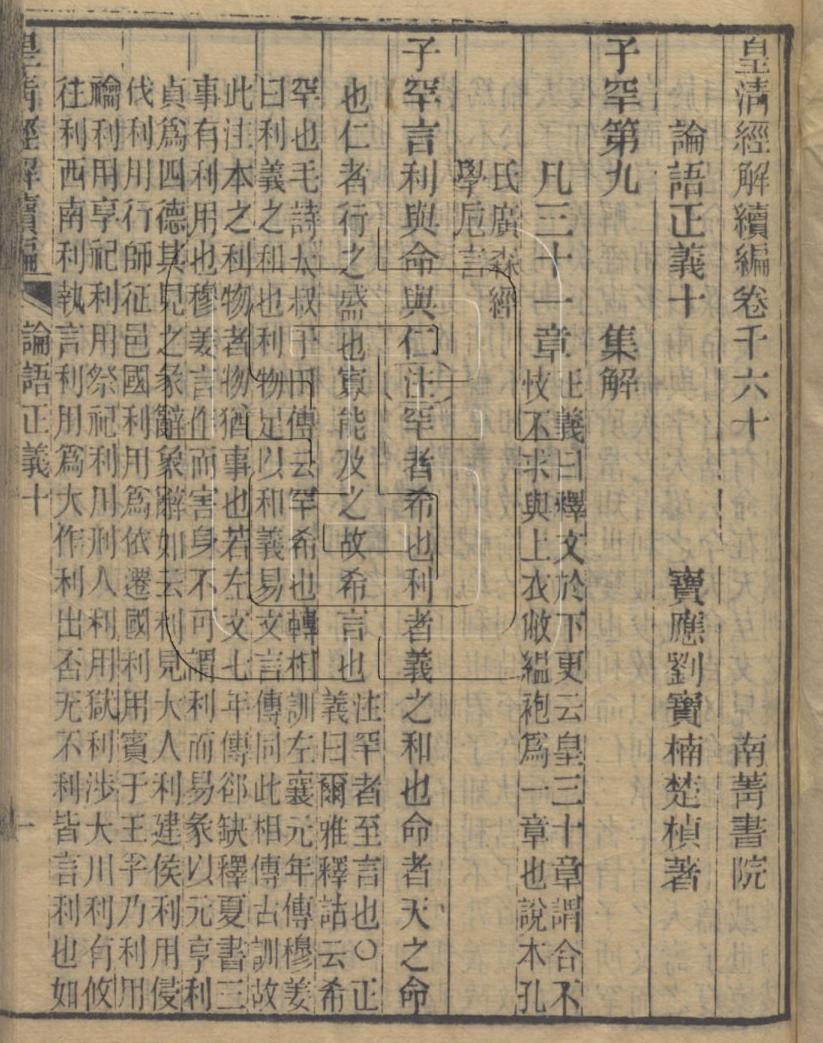 皇清經解續編卷千六十 南菁書院
論語正義十 寶應劉寶楠楚楨著
子罕第九 集解
凡三十一章 正義曰釋文於下更云皇三十章謂合不
忮不求與上衣敝縕袍爲一章也說本孔
氏廣森經
學卮言
子罕言利與命與仁注罕者希也利者義之和也命者天之命
也仁者行之盛也寡能及之故希言也 注罕者至言也○正
義曰爾雅釋詁云希
罕也毛詩大叔于田傳云罕希也轉相訓左襄元年傳穆姜
曰利義之和也利物足以和義易文言傳同此相傳古訓故
此注本之利物者物猶事也若左文七年傳郤缺釋夏書三
事有利用也穆姜言作而害身不可謂利而易彖以元亨利
貞爲四德其見之彖辭象辭如云利見大人利建侯利用侵
伐利用行師征邑國利用爲依遷國利用賓于王孚乃利用
禴利用享祀利用祭祀利用刑人利用獄利涉大川利有攸
往利西南利執言利用爲大作利出否无不利皆言利也如
皇清經解續編 論語正義十 一